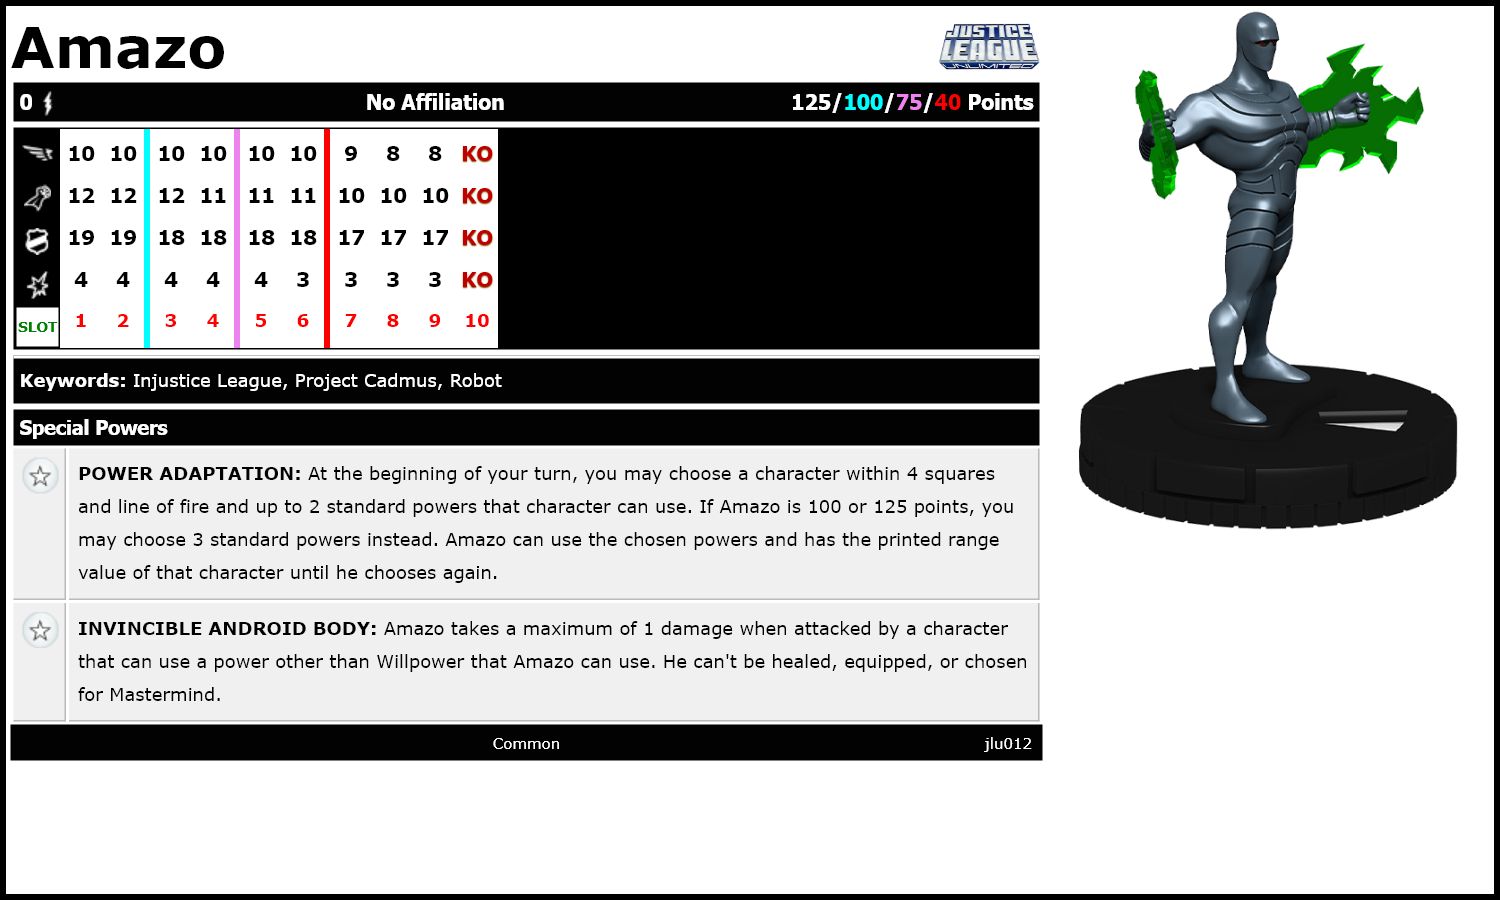 Amazo
JUSTICE
LEAGUE
UNLIMITED
0 No Affiliation 125/100/75/40 Points
10 10 10 10 10 10 9 8 8 KO
12 12 12 11 11 11 10 10 10 KO
19 19 18 18 18 18 17 17 17 KO
4 4 4 4 4 3 3 3 3 KO
SLOT 1 2 3 4 5 6 7 8 9 10
Keywords: Injustice League, Project Cadmus, Robot
Special Powers
POWER ADAPTATION: At the beginning of your turn, you may choose a character within 4 squares
and line of fire and up to 2 standard powers that character can use. If Amazo is 100 or 125 points, you
may choose 3 standard powers instead. Amazo can use the chosen powers and has the printed range
value of that character until he chooses again.
INVINCIBLE ANDROID BODY: Amazo takes a maximum of 1 damage when attacked by a character
that can use a power other than Willpower that Amazo can use. He can't be healed, equipped, or chosen
for Mastermind.
Common jlu012